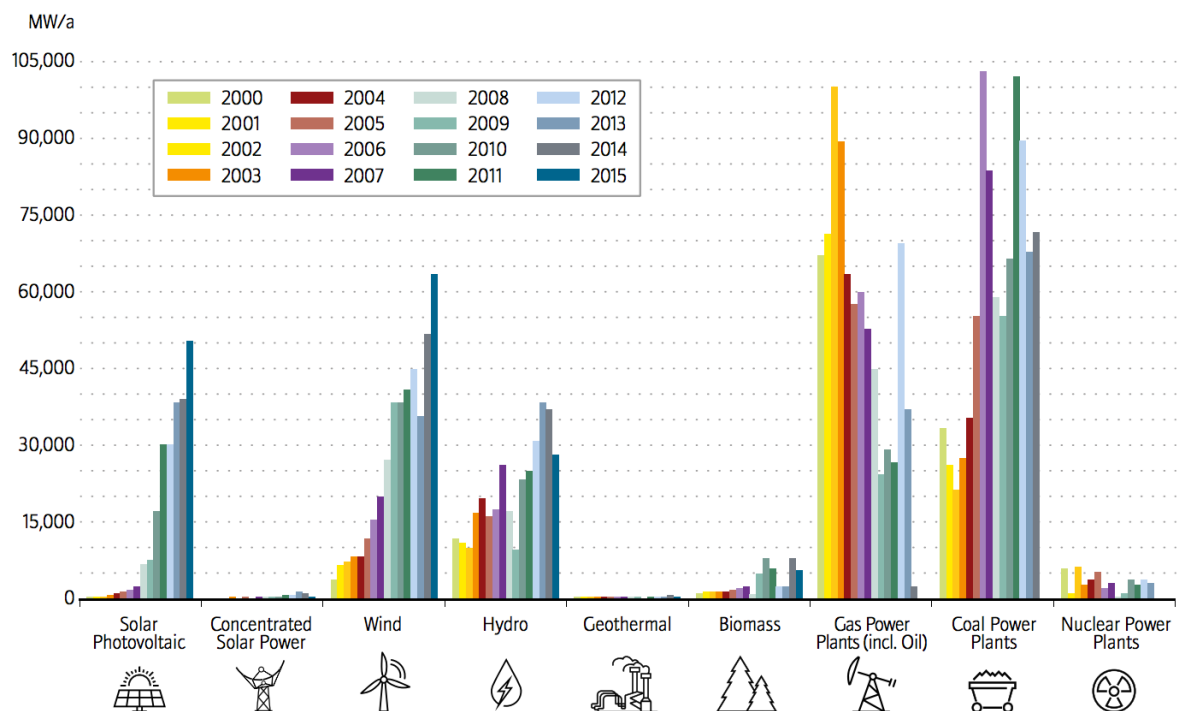 MW/a
105,000
90,000
75,000
60,000
45,000
30,000
15,000
0
2000
2001
2002
2003
2004
2005
2006
2007
2008
2009
2010
2011
2012
2013
2014
2015
Solar
Photovoltaic
Concentrated
Solar Power
Wind
Hydro
Geothermal
Biomass
Gas Power
Plants (incl. Oil)
Coal Power
Plants
Nuclear Power
Plants